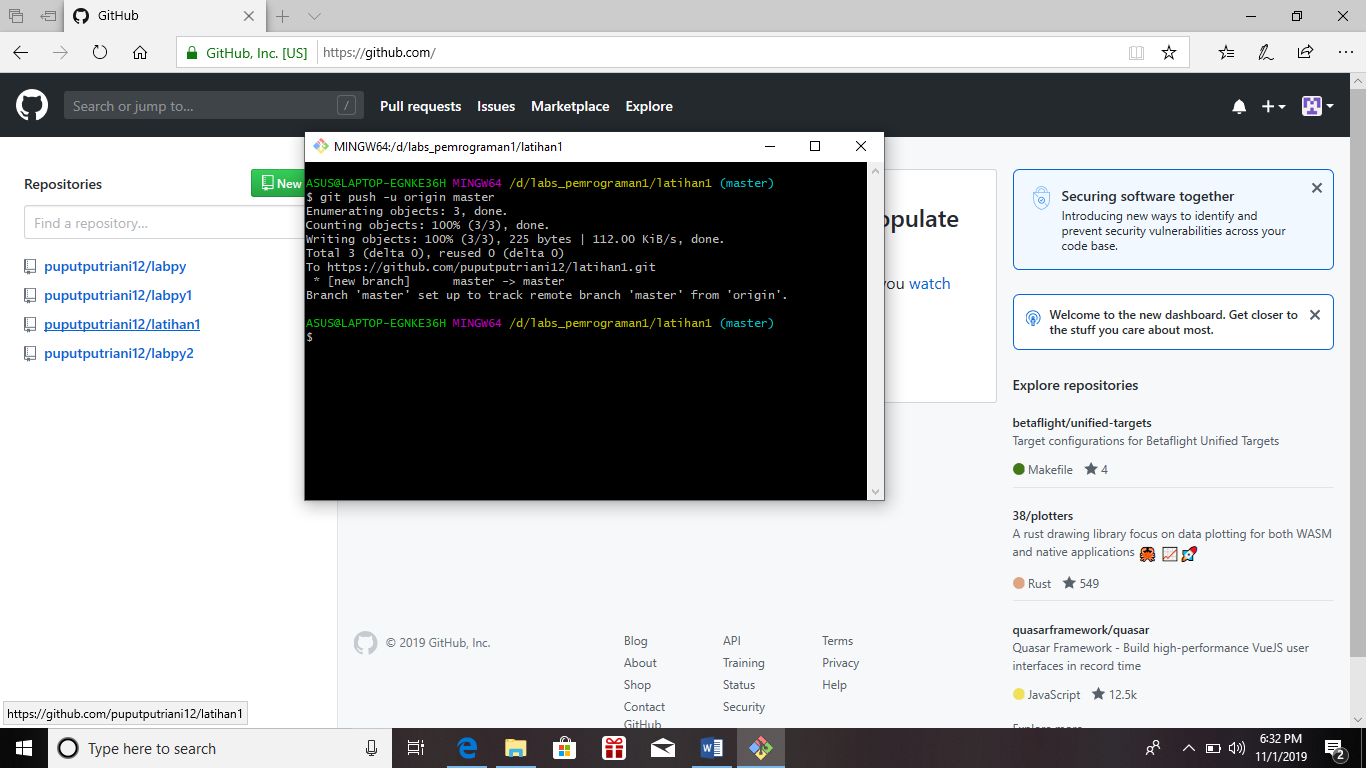 GitHub
GitHub, Inc. [US]
https://github.com/
Search or jump to...
/
Pull requests
Issues
Marketplace
Explore
Repositories
New
Find a repository...
puputputriani12/labpy
puputputriani12/labpy1
puputputriani12/latihan1
puputputriani12/labpy2
MINGW64:/d/labs_pemrograman1/latihan1
ASUS@LAPTOP-EGNKE36H MINGW64 /d/labs_pemrograman1/latihan1 (master)
$ git push -u origin master
Enumerating objects: 3, done.
Counting objects: 100% (3/3), done.
Writing objects: 100% (3/3), 225 bytes | 112.00 KiB/s, done.
Total 3 (delta 0), reused 0 (delta 0)
To https://github.com/puputputriani12/latihan1.git
* [new branch]      master -> master
Branch 'master' set up to track remote branch 'master' from 'origin'.
ASUS@LAPTOP-EGNKE36H MINGW64 /d/labs_pemrograman1/latihan1 (master)
$
opulate
ou watch
Securing software together
Introducing new ways to identify and
prevent security vulnerabilities across your
code base.
Welcome to the new dashboard. Get closer to
the stuff you care about most.
Explore repositories
betaflight/unified-targets
Target configurations for Betaflight Unified Targets
Makefile 4
38/plotters
A rust drawing library focus on data plotting for both WASM
and native applications 🦀 📈 🚀
Rust 549
quasarframework/quasar
Quasar Framework - Build high-performance VueJS user
interfaces in record time
JavaScript 12.5k
Explore more
© 2019 GitHub, Inc.
Blog
About
Shop
Contact
GitHub
API
Training
Status
Security
Terms
Privacy
Help
https://github.com/puputputriani12/latihan1
Type here to search
6:32 PM
11/1/2019
2